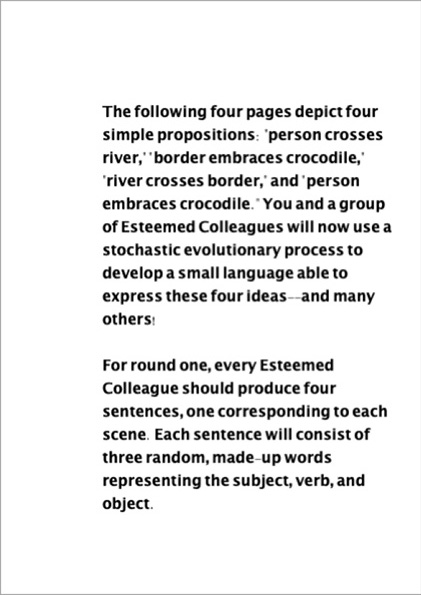 The following four pages depict four
simple propositions: 'person crosses
river,' 'border embraces crocodile,'
'river crosses border,' and 'person
embraces crocodile.' You and a group
of Esteemed Colleagues will now use a
stochastic evolutionary process to
develop a small language able to
express these four ideas--and many
others!
For round one, every Esteemed
Colleague should produce four
sentences, one corresponding to each
scene. Each sentence will consist of
three random, made-up words
representing the subject, verb, and
object.